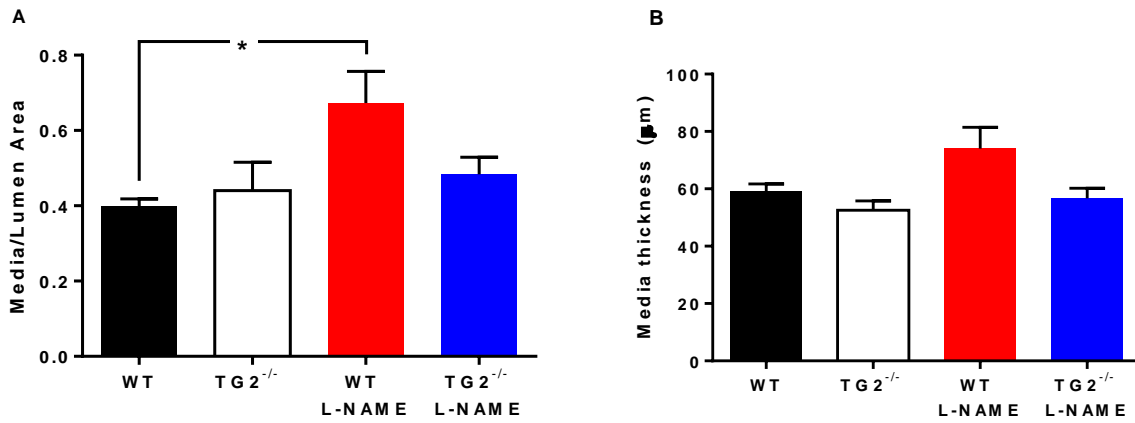 A
Media/Lumen Area
0.8
0.6
0.4
0.2
0.0
*
WT
TG2-/-
WT
L-NAME
TG2-/-
L-NAME
B
Media thickness (μm)
100
80
60
40
20
0
WT
TG2-/-
WT
L-NAME
TG2-/-
L-NAME